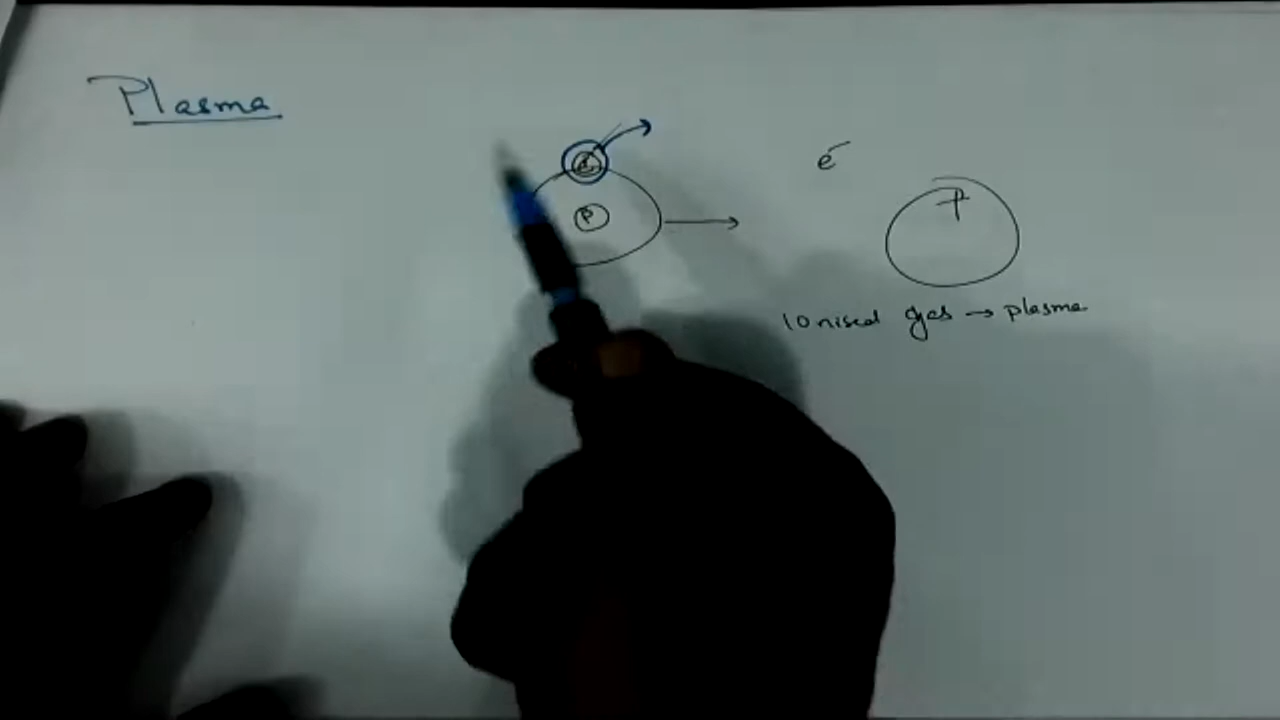 Plasma
e
P
e⁻
P
Ionised gas → plasma